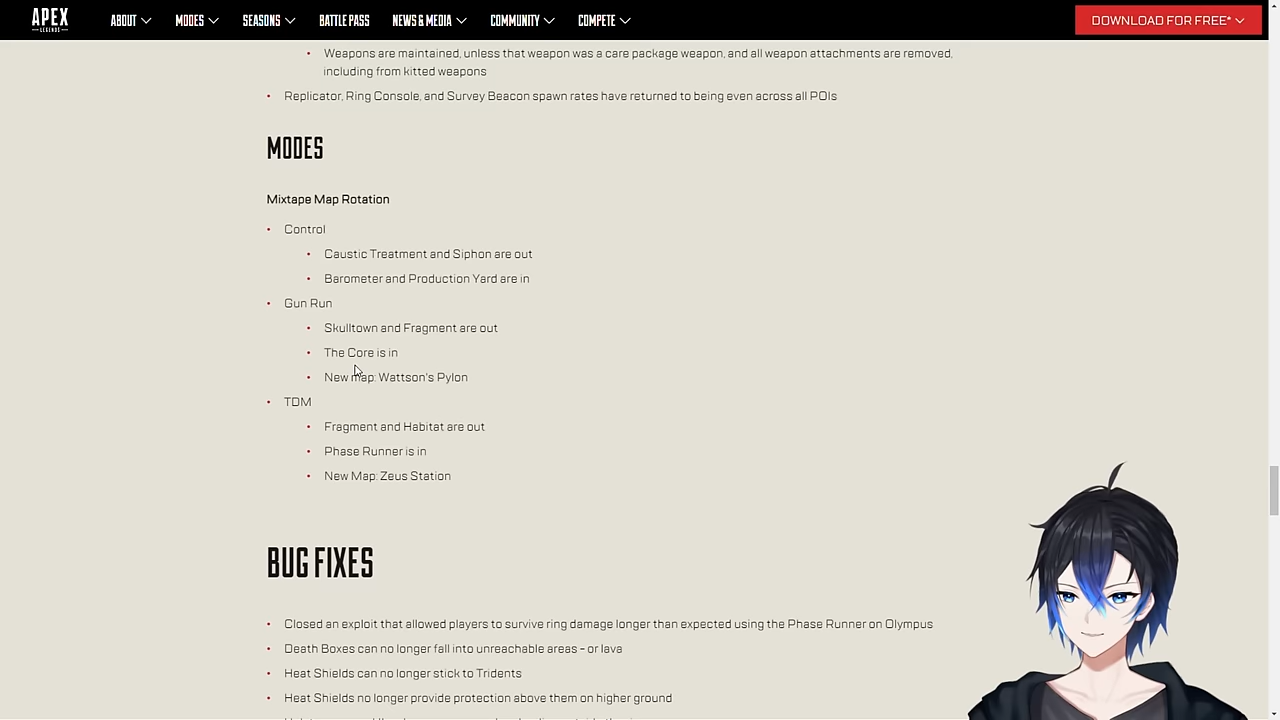 APEX
LEGENDS
ABOUT
MODES
SEASONS
BATTLE PASS
NEWS & MEDIA
COMMUNITY
COMPETE
DOWNLOAD FOR FREE*
• Weapons are maintained, unless that weapon was a care package weapon, and all weapon attachments are removed,
including from kitted weapons
• Replicator, Ring Console, and Survey Beacon spawn rates have returned to being even across all POIs
MODES
Mixtape Map Rotation
• Control
• Caustic Treatment and Siphon are out
• Barometer and Production Yard are in
• Gun Run
• Skulltown and Fragment are out
• The Core is in
• New map: Wattson's Pylon
• TDM
• Fragment and Habitat are out
• Phase Runner is in
• New Map: Zeus Station
BUG FIXES
• Closed an exploit that allowed players to survive ring damage longer than expected using the Phase Runner on Olympus
• Death Boxes can no longer fall into unreachable areas – or lava
• Heat Shields can no longer stick to Tridents
• Heat Shields no longer provide protection above them on higher ground